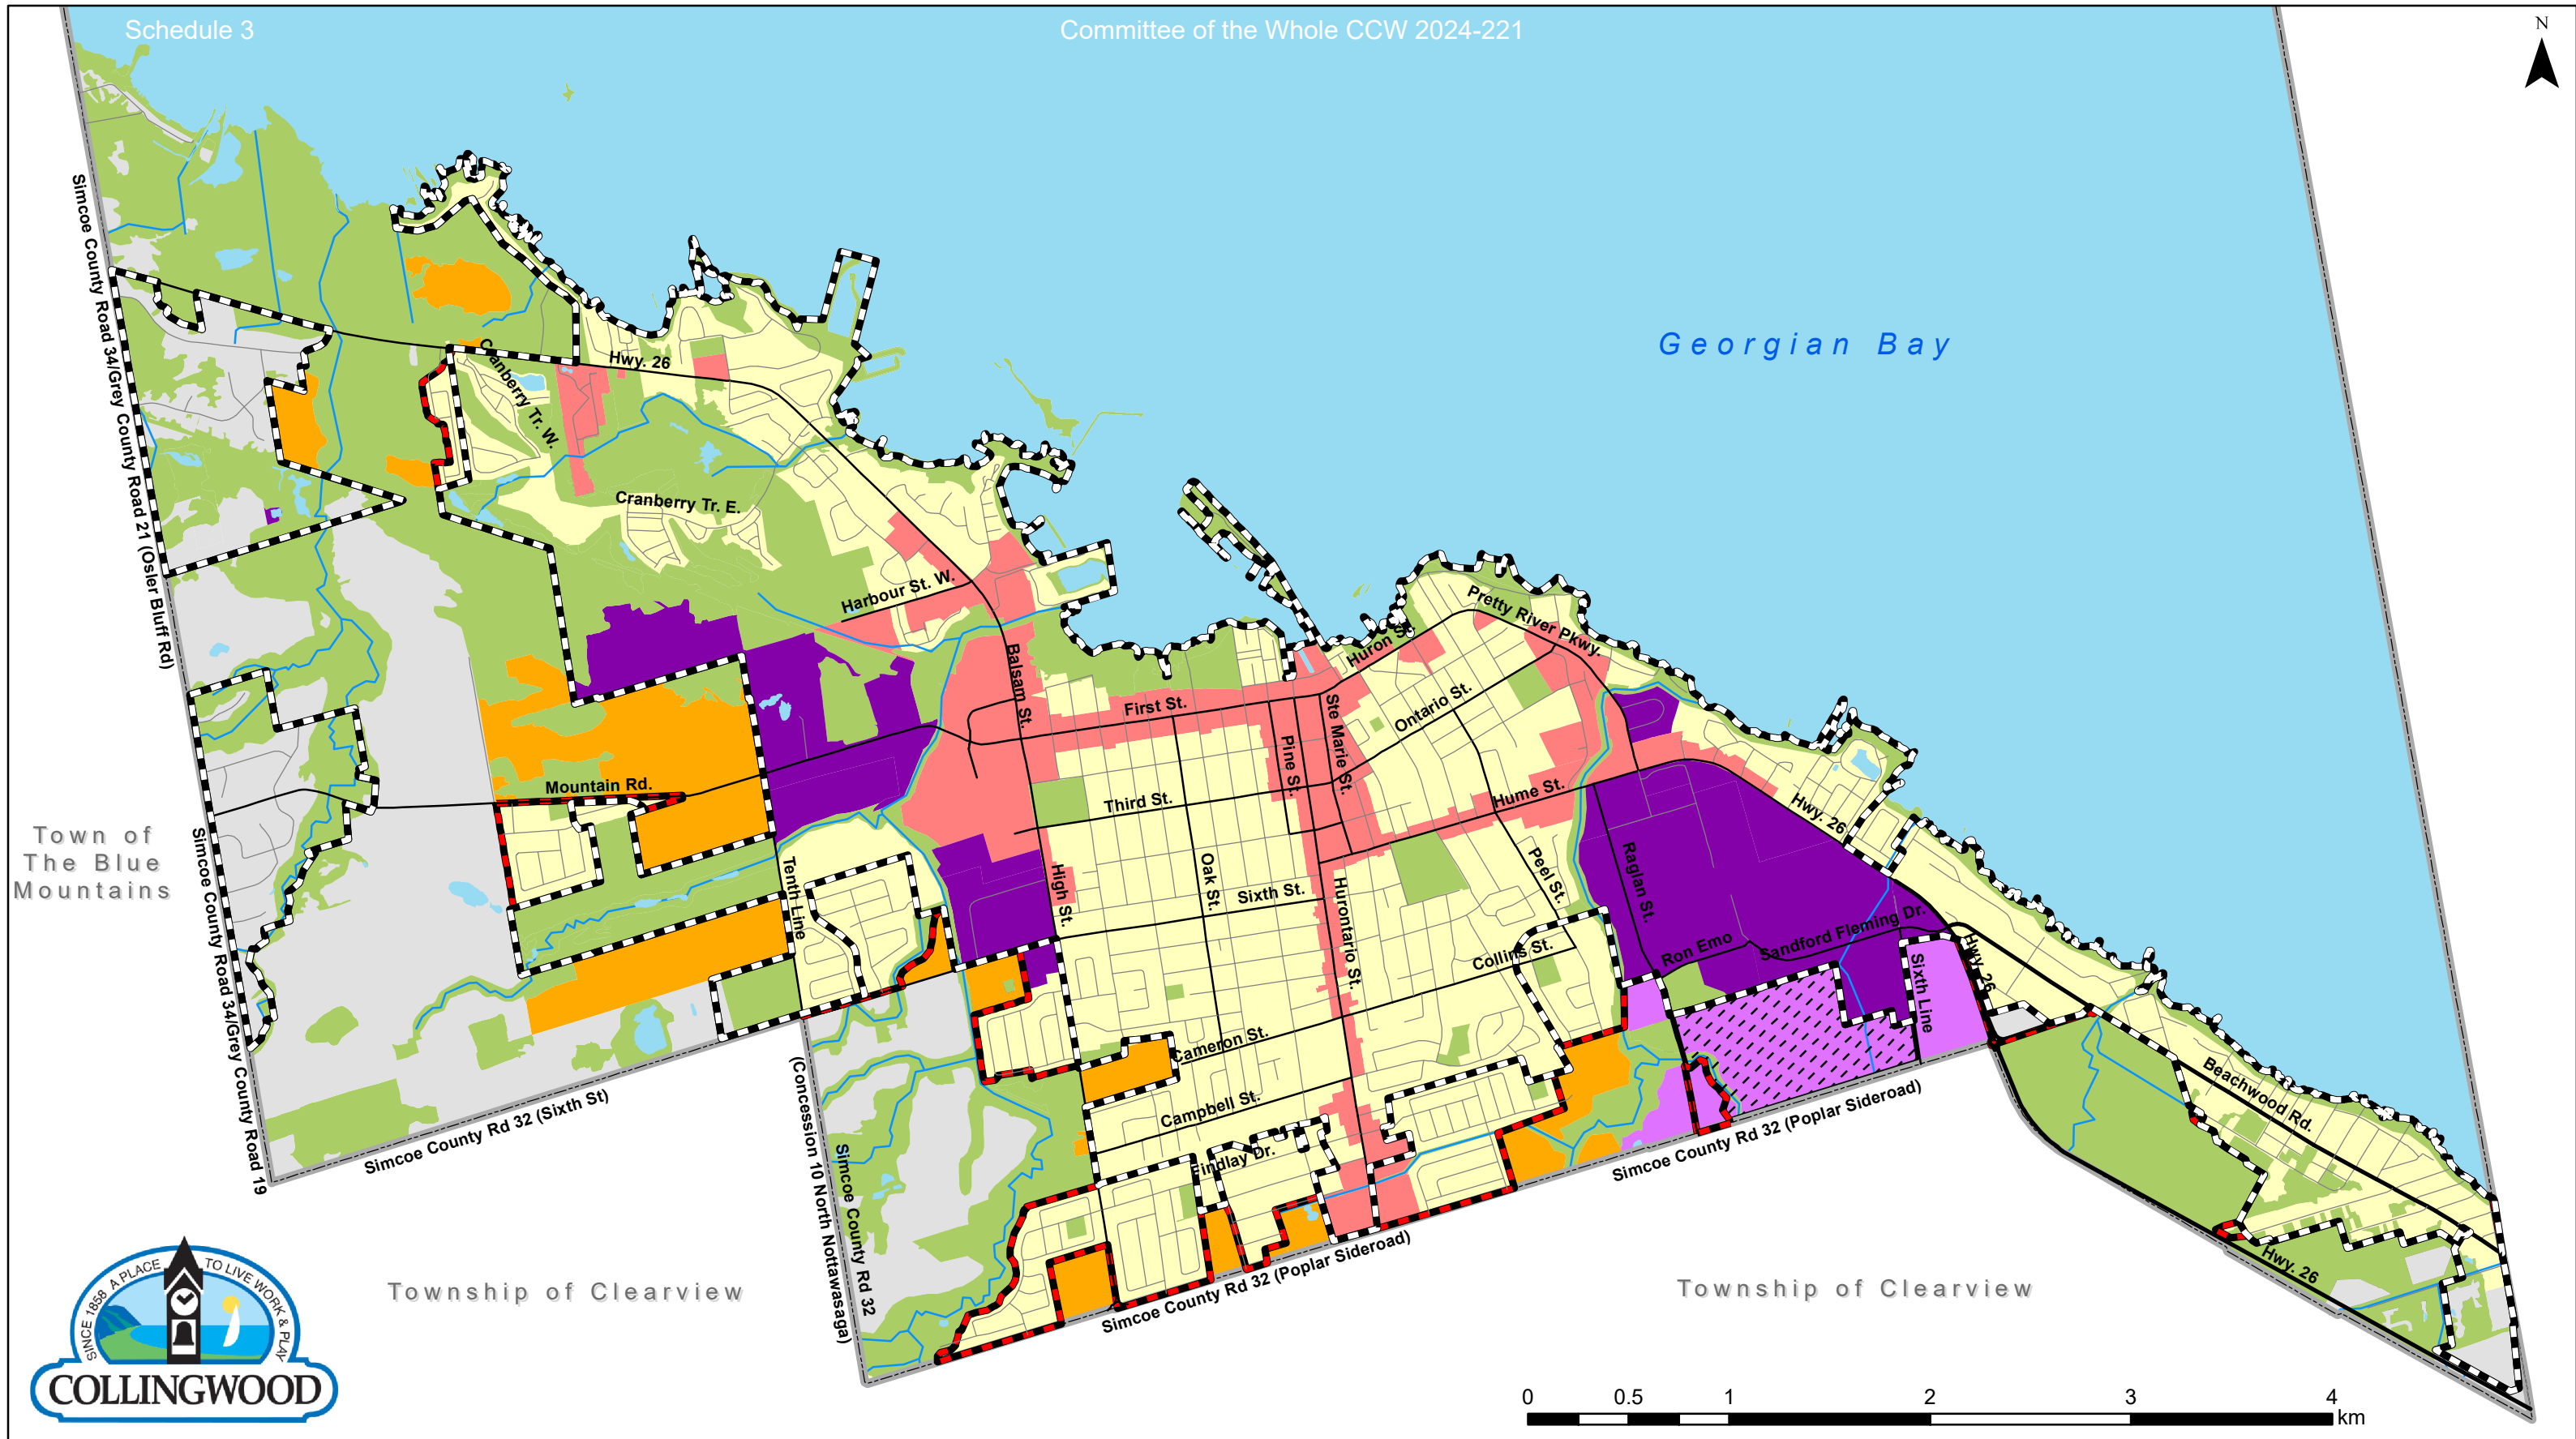 Schedule 3
Committee of the Whole CCW 2024-221
N
Georgian Bay
Simcoe County Road 34/Grey County Road 21 (Osler Bluff Rd)
Hwy. 26
Cranberry Tr. W.
Cranberry Tr. E.
Harbour St. W.
Balsam St.
First St.
Huron St.
Pretty River Pkwy.
Ontario St.
Ste Marie St.
Pine St.
Mountain Rd.
Third St.
Hume St.
Hwy. 26
Town of
The Blue
Mountains
Simcoe County Road 34/Grey County Road 19
Tenth Line
High St.
Oak St.
Sixth St.
Hurontario St.
Peel St.
Raglan St.
Collins St.
Ron Emo
Sandford Fleming Dr.
Sixth Line
Hwy. 26
Cameron St.
Campbell St.
Findlay Dr.
Beachwood Rd.
Simcoe County Rd 32 (Sixth St)
(Concession 10 North Nottawasaga)
Simcoe County Rd 32
Simcoe County Rd 32 (Poplar Sideroad)
Simcoe County Rd 32 (Poplar Sideroad)
Hwy. 26
Township of Clearview
Township of Clearview
SINCE 1858 A PLACE TO LIVE WORK & PLAY
COLLINGWOOD
0 0.5 1 2 3 4
km